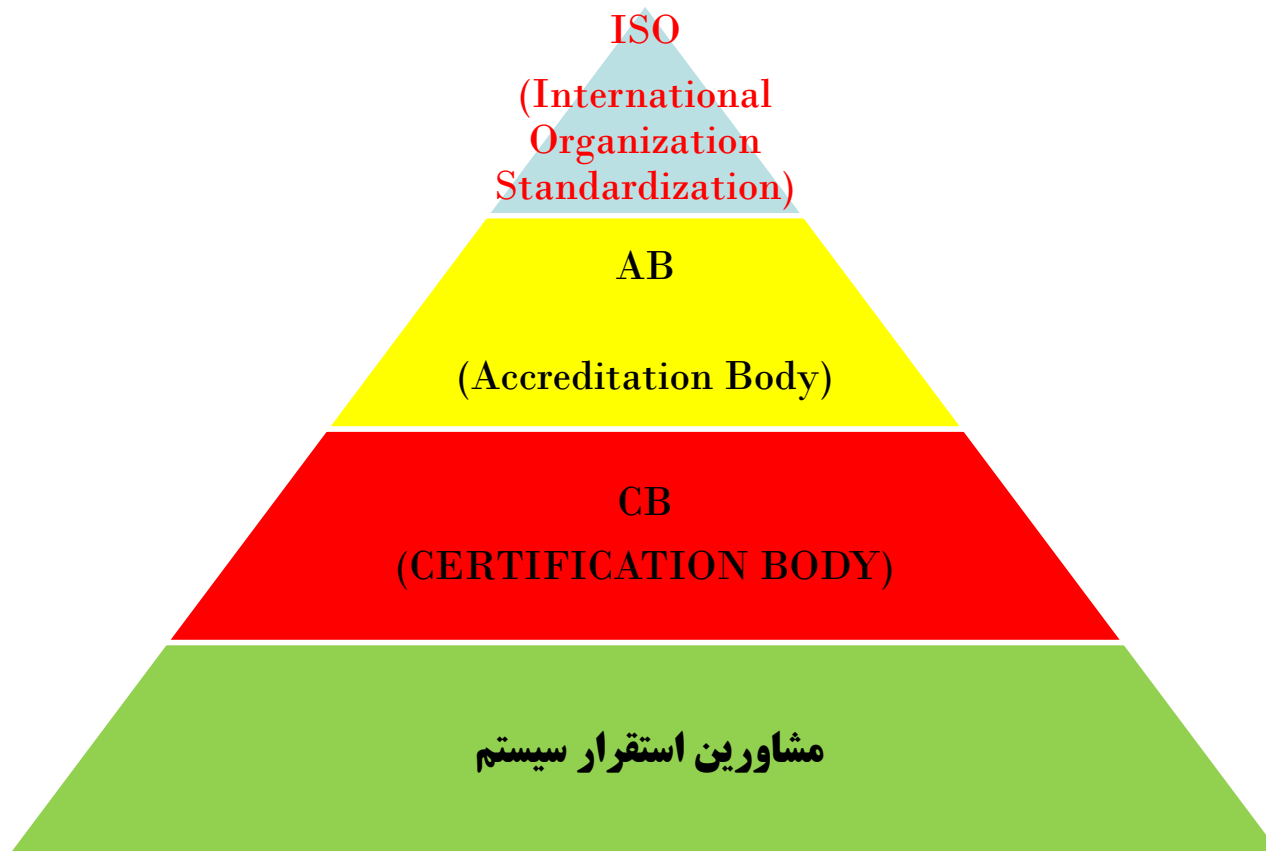 ISO
(International
Organization
Standardization)
AB
(Accreditation Body)
CB
(CERTIFICATION BODY)
مشاورین استقرار سیستم